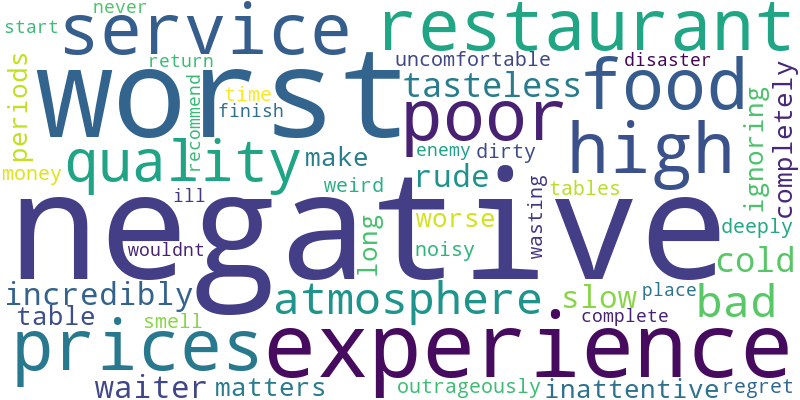 never
start
service
restaurant
worst
return
time
finish
recommend
periods
money
uncomfortable
disaster
tasteless
food
poor
high
completely
ignoring
quality
make
enemy
dirty
rude
weird
ill
negative
wouldnt
long
worse
noisy
wasting
tables
deeply
cold
incredibly
table
smell
atmosphere
slow
place
complete
bad
prices
experience
waiter
matters
outrageously
inattentive
regret